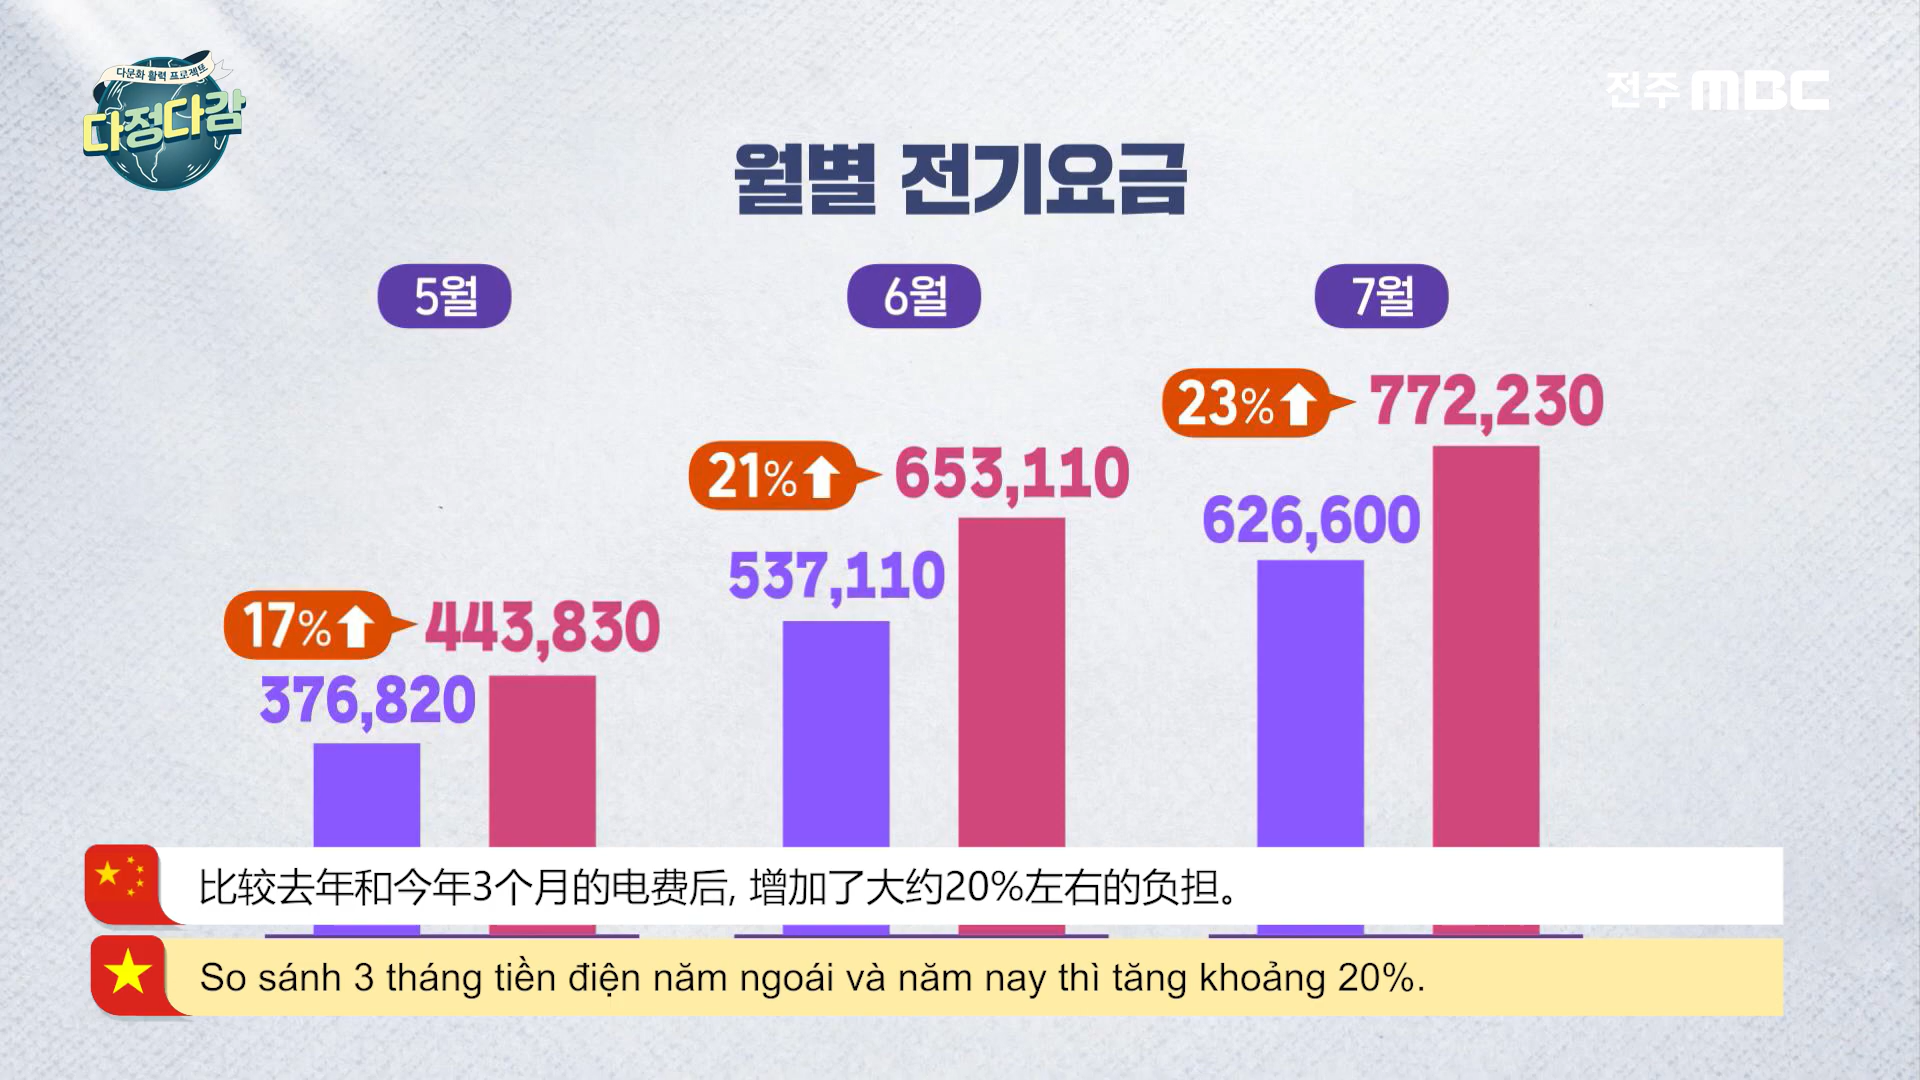 다문화 활력 프로젝트
다정다감
전주 MBC
월별 전기요금
5월
6월
7월
17%
443,830
376,820
21%
653,110
537,110
23%
772,230
626,600
比较去年和今年3个月的电费后, 增加了大约20%左右的负担。
So sánh 3 tháng tiền điện năm ngoái và năm nay thì tăng khoảng 20%.